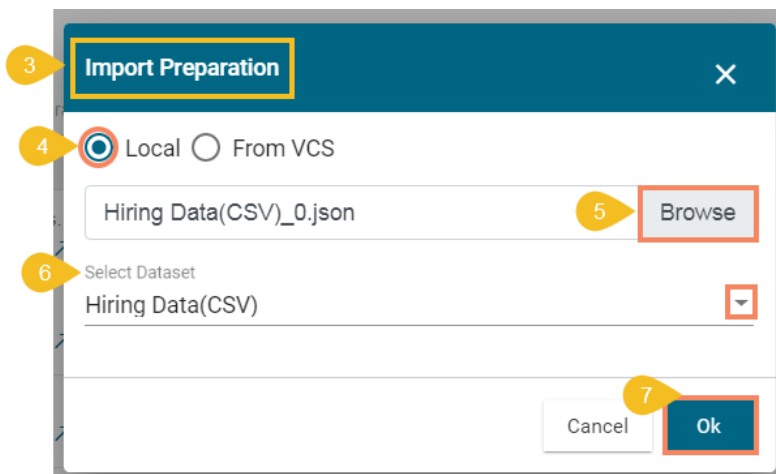 3
Import Preparation
4
Local From VCS
Hiring Data(CSV)_0.json
5
Browse
6
Select Dataset
Hiring Data(CSV)
7
Cancel
Ok